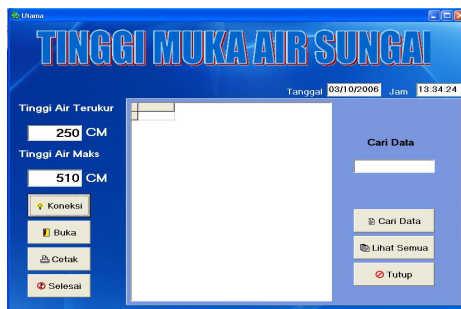 Utama
TINGGI MUKA AIR SUNGAI
Tanggal 03/10/2006 Jam 13:34:24
Tinggi Air Terukur
250 CM
Tinggi Air Maks
510 CM
Koneksi
Buka
Cetak
Selesai
Cari Data
Cari Data
Lihat Semua
Tutup